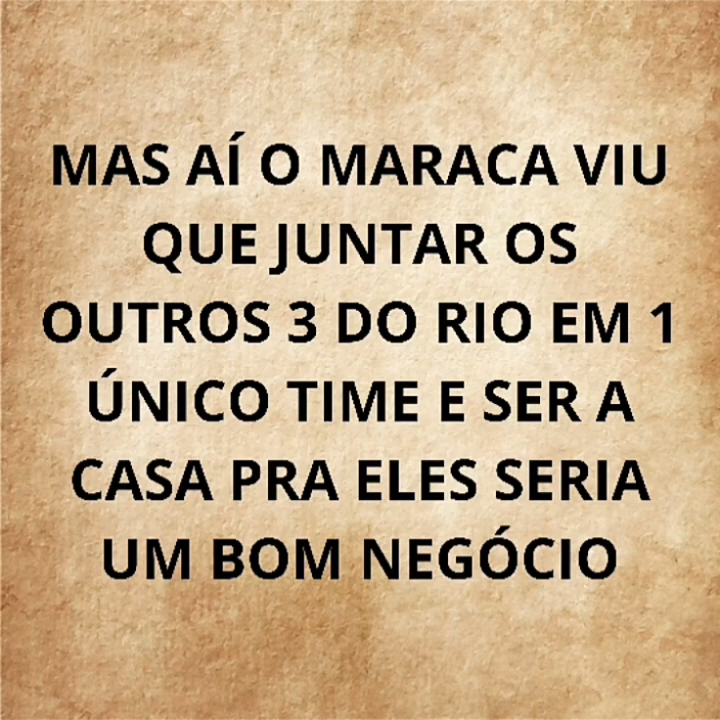 MAS AÍ O MARACA VIU
QUE JUNTAR OS
OUTROS 3 DO RIO EM 1
ÚNICO TIME E SER A
CASA PRA ELES SERIA
UM BOM NEGÓCIO